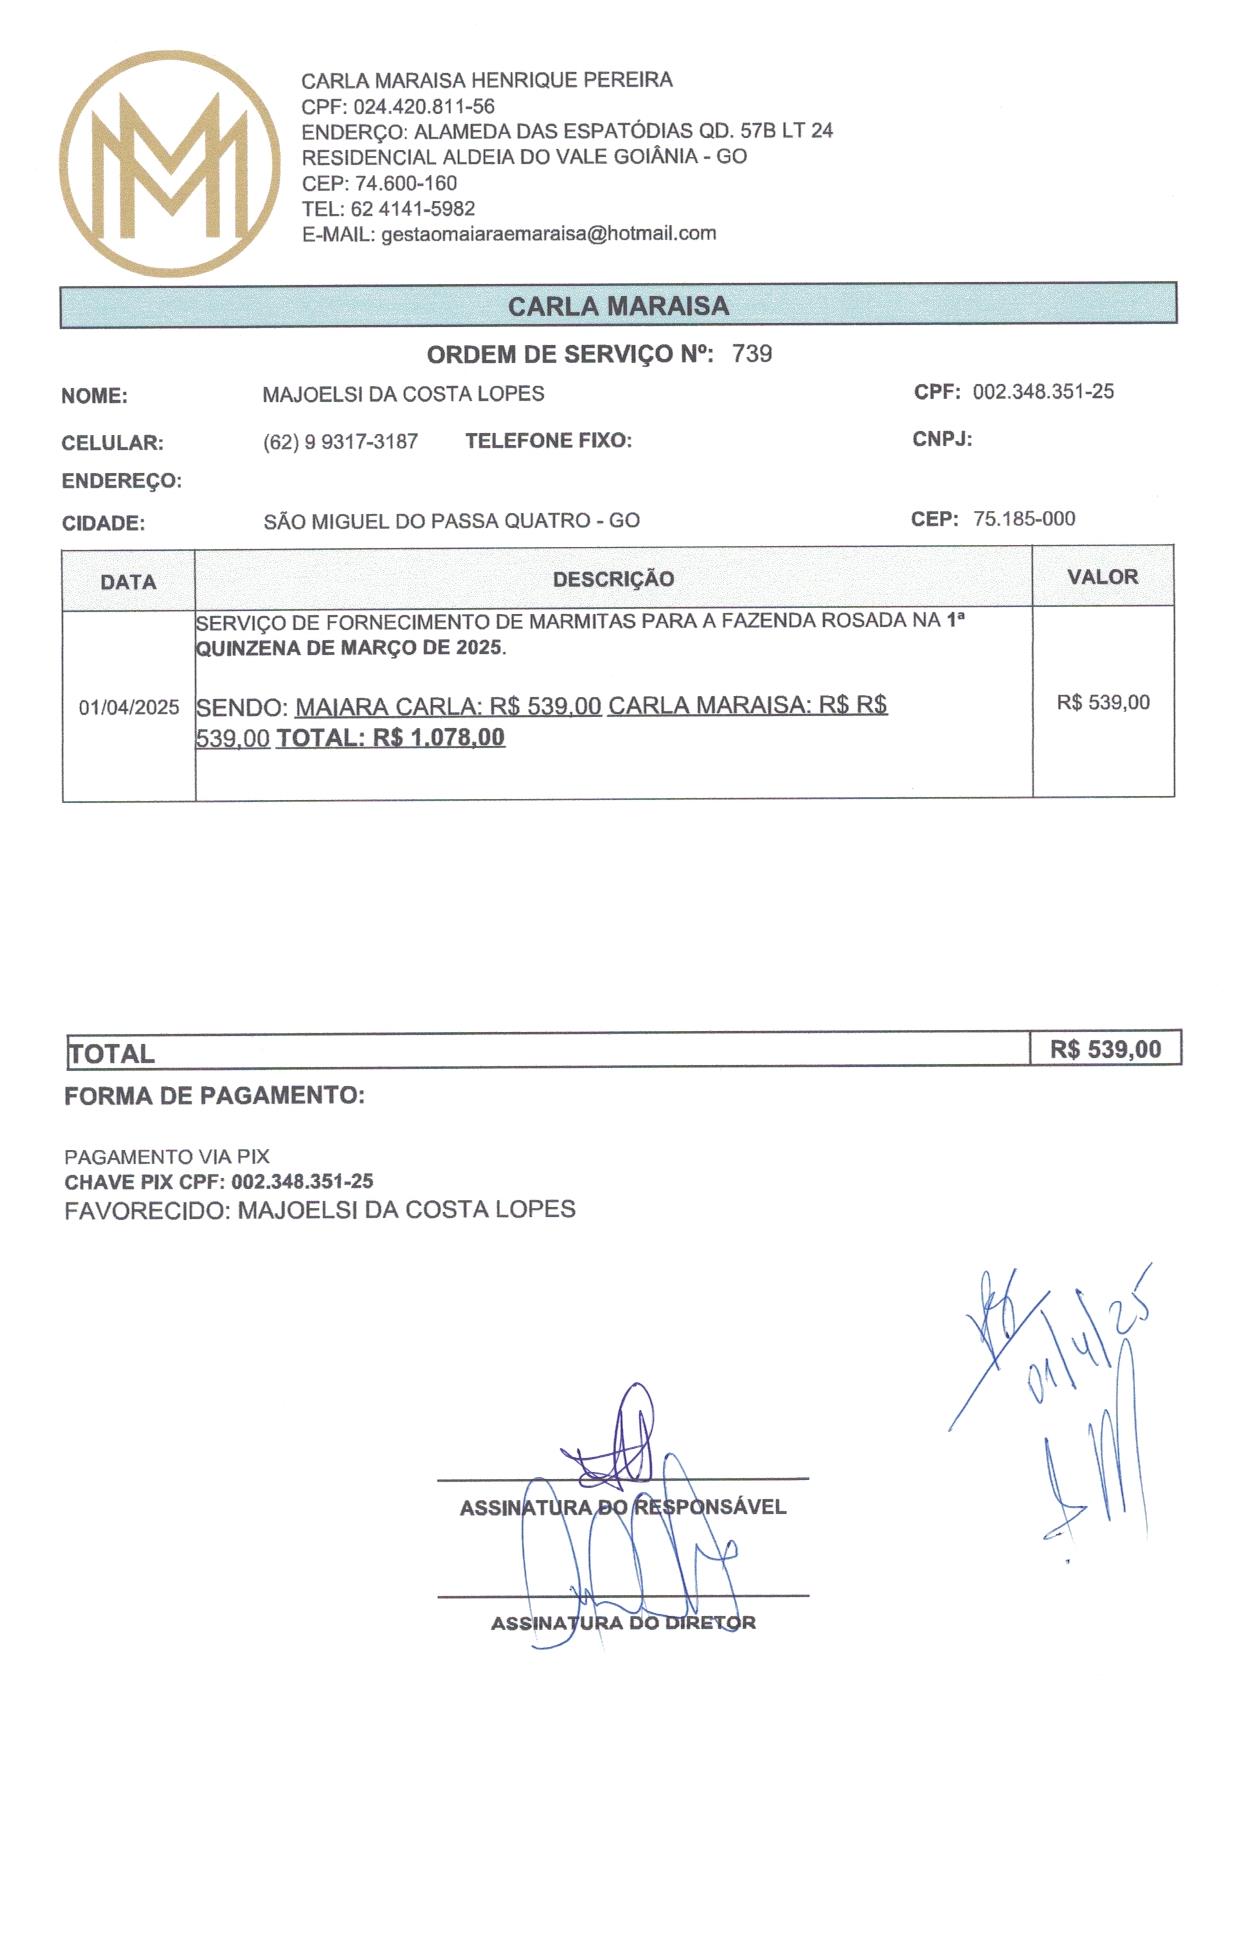 CARLA MARAISA HENRIQUE PEREIRA
CPF: 024.420.811-56
ENDERÇO: ALAMEDA DAS ESPATÓDIAS QD. 57B LT 24
RESIDENCIAL ALDEIA DO VALE GOIÂNIA - GO
CEP: 74.600-160
TEL: 62 4141-5982
E-MAIL: gestaomaiaraemaraisa@hotmail.com
CARLA MARAISA
ORDEM DE SERVIÇO Nº: 739
NOME: MAJOELSI DA COSTA LOPES CPF: 002.348.351-25
CELULAR: (62) 9 9317-3187 TELEFONE FIXO: CNPJ:
ENDEREÇO:
CIDADE: SÃO MIGUEL DO PASSA QUATRO - GO CEP: 75.185-000
DATA DESCRIÇÃO VALOR
SERVIÇO DE FORNECIMENTO DE MARMITAS PARA A FAZENDA ROSADA NA 1ª
QUINZENA DE MARÇO DE 2025.
01/04/2025 SENDO: MAIARA CARLA: R$ 539,00 CARLA MARAISA: R$ R$ R$ 539,00
539,00 TOTAL: R$ 1.078,00
TOTAL R$ 539,00
FORMA DE PAGAMENTO:
PAGAMENTO VIA PIX
CHAVE PIX CPF: 002.348.351-25
FAVORECIDO: MAJOELSI DA COSTA LOPES
01/4/25
ASSINATURA DO RESPONSÁVEL
ASSINATURA DO DIRETOR